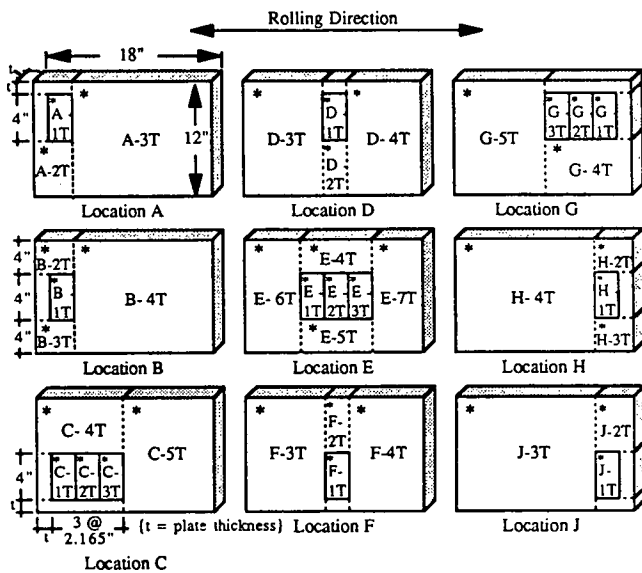 Rolling Direction
18"
t
t
4"
*
A-
1T
*
A-2T
*
A-3T
12"
Location A
*
D-3T
*
D-
1T
*
D-
2T
*
D-4T
Location D
*
G-5T
*
G-
3T
*
G-
2T
*
G-
1T
*
G-4T
Location G
4"
4"
4"
*
B-2T
*
B-
1T
*
B-3T
*
B-4T
Location B
*
E-6T
*
E-4T
*
E-
1T
*
E-
2T
*
E-
3T
*
E-5T
*
E-7T
Location E
*
H-4T
*
H-2T
*
H-
1T
*
H-3T
Location H
*
C-4T
*
C-
1T
*
C-
2T
*
C-
3T
*
C-5T
4"
t
t
3 @
2.165"
{t = plate thickness}
Location C
*
F-3T
*
F-
2T
*
F-
1T
*
F-4T
Location F
*
J-3T
*
J-2T
*
J-
1T
Location J